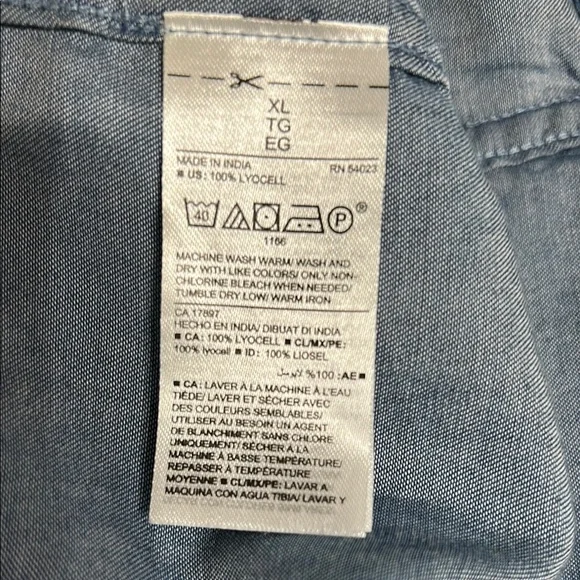 XL
TG
EG
MADE IN INDIA RN 54023
■ US: 100% LYOCELL
40 P ®
1166
MACHINE WASH WARM/ WASH AND
DRY WITH LIKE COLORS/ ONLY NON-
CHLORINE BLEACH WHEN NEEDED/
TUMBLE DRY LOW/ WARM IRON
CA 17897
HECHO EN INDIA/ DIBUAT DI INDIA
■ CA: 100% LYOCELL ■ CL/MX/PE:
100% lyocell ■ ID: 100% LIOSEL
■ AE: 100%
■ CA: LAVER À LA MACHINE À L'EAU
TIÈDE/ LAVER ET SÉCHER AVEC
DES COULEURS SEMBLABLES/
UTILISER AU BESOIN UN AGENT
DE BLANCHIMENT SANS CHLORE
UNIQUEMENT/ SÉCHER À LA
MACHINE À BASSE TEMPÉRATURE/
REPASSER À TEMPÉRATURE
MOYENNE ■ CL/MX/PE: LAVAR A
MÁQUINA CON AGUA TIBIA/ LAVAR Y